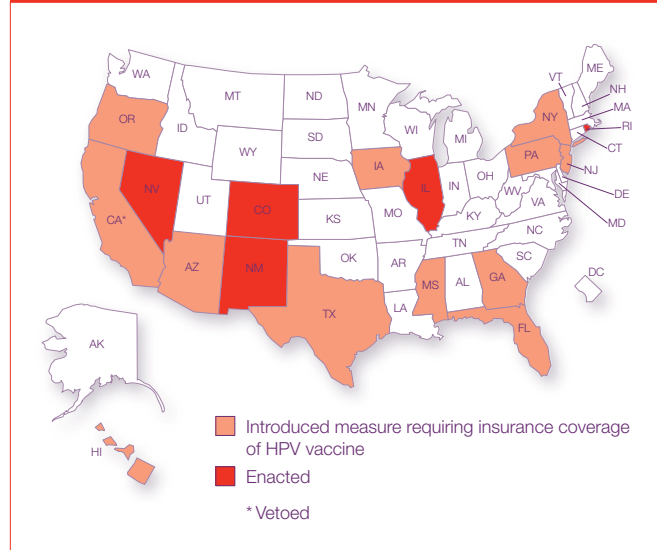 WA
MT
ND
MN
ME
VT
NH
MA
RI
CT
NY
OR
ID
SD
WI
MI
WY
IA
PA
NJ
NE
NV
IL
IN
OH
DE
CA*
UT
CO
WV
VA
MD
KS
MO
KY
NC
TN
AZ
NM
OK
AR
SC
DC
MS
AL
GA
TX
LA
FL
AK
HI
Introduced measure requiring insurance coverage
of HPV vaccine
Enacted
* Vetoed